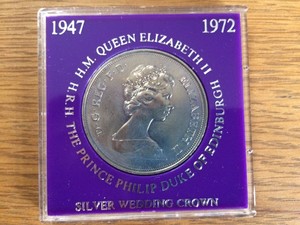 1947 1972
H.M. QUEEN ELIZABETH II
H.R.H. THE PRINCE PHILIP DUKE OF EDINBURGH
SILVER WEDDING CROWN